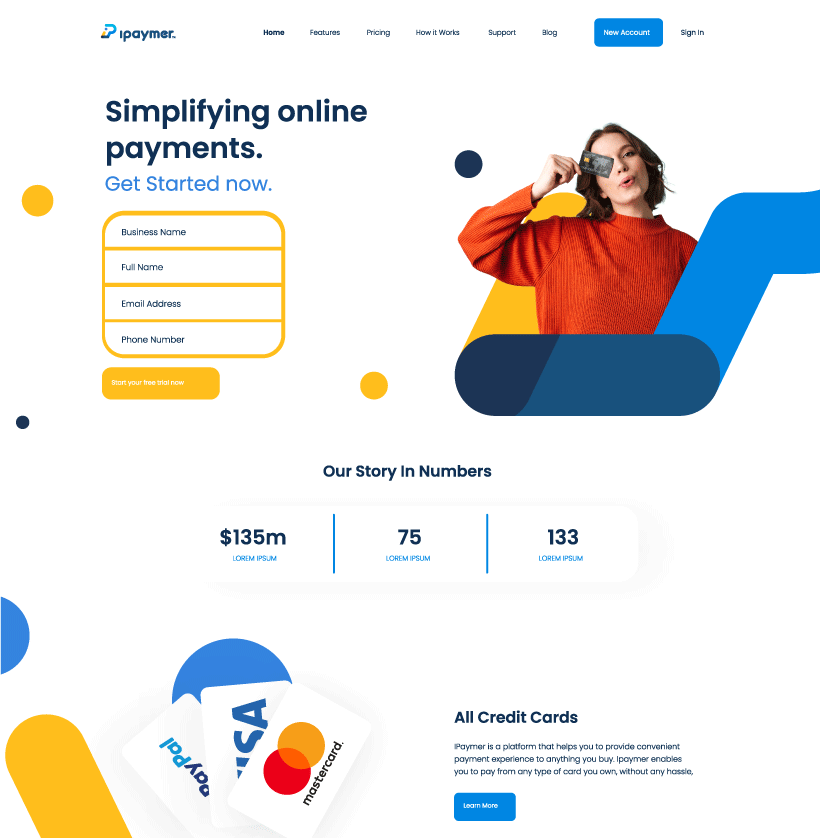 ipaymer.
Home
Features
Pricing
How it Works
Support
Blog
New Account
Sign In
Simplifying online
payments.
Get Started now.
Business Name
Full Name
Email Address
Phone Number
Start your free trial now
Our Story In Numbers
$135m
LOREM IPSUM
75
LOREM IPSUM
133
LOREM IPSUM
PayPal
VISA
mastercard.
All Credit Cards
IPaymer is a platform that helps you to provide convenient
payment experience to anything you buy. Ipaymer enables
you to pay from any type of card you own, without any hassle,
Learn More